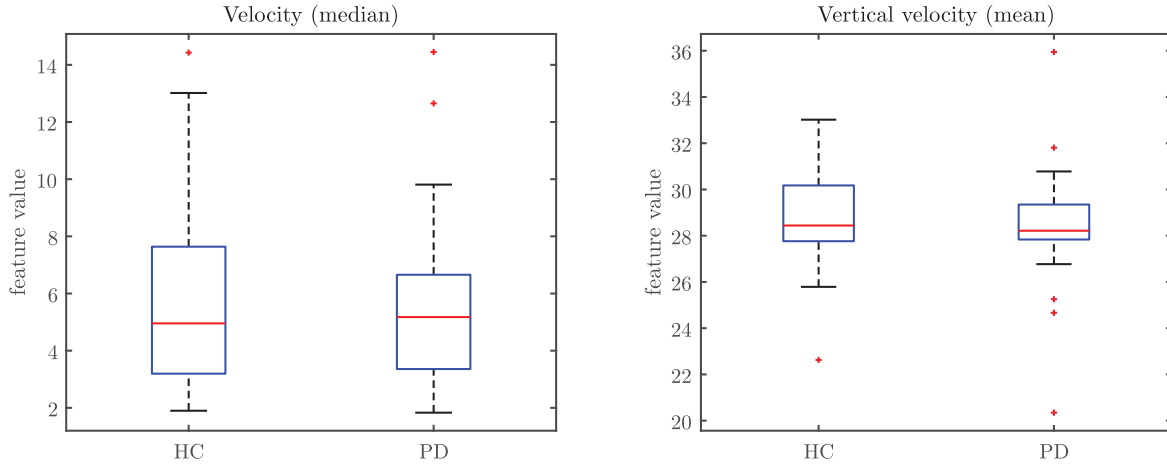 Velocity (median)
feature value
14
12
10
8
6
4
2
HC
PD
Vertical velocity (mean)
feature value
36
34
32
30
28
26
24
22
20
HC
PD